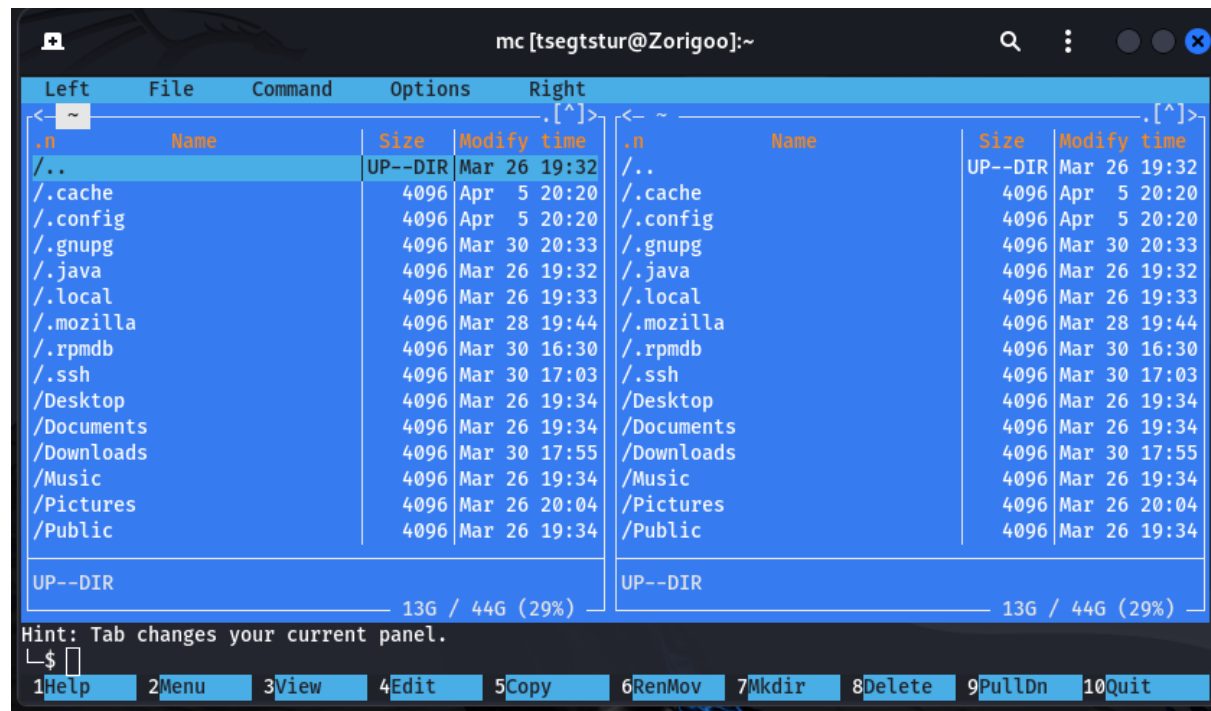 mc [tsegtstur@Zorigoo]:~
Left File Command Options Right
<─ ~ ─.[^]> <─ ~ ─.[^]>
.n Name Size Modify time .n Name Size Modify time
/.. UP--DIR Mar 26 19:32 /.. UP--DIR Mar 26 19:32
/.cache 4096 Apr 5 20:20 /.cache 4096 Apr 5 20:20
/.config 4096 Apr 5 20:20 /.config 4096 Apr 5 20:20
/.gnupg 4096 Mar 30 20:33 /.gnupg 4096 Mar 30 20:33
/.java 4096 Mar 26 19:32 /.java 4096 Mar 26 19:32
/.local 4096 Mar 26 19:33 /.local 4096 Mar 26 19:33
/.mozilla 4096 Mar 28 19:44 /.mozilla 4096 Mar 28 19:44
/.rpmdb 4096 Mar 30 16:30 /.rpmdb 4096 Mar 30 16:30
/.ssh 4096 Mar 30 17:03 /.ssh 4096 Mar 30 17:03
/Desktop 4096 Mar 26 19:34 /Desktop 4096 Mar 26 19:34
/Documents 4096 Mar 26 19:34 /Documents 4096 Mar 26 19:34
/Downloads 4096 Mar 30 17:55 /Downloads 4096 Mar 30 17:55
/Music 4096 Mar 26 19:34 /Music 4096 Mar 26 19:34
/Pictures 4096 Mar 26 20:04 /Pictures 4096 Mar 26 20:04
/Public 4096 Mar 26 19:34 /Public 4096 Mar 26 19:34
UP--DIR UP--DIR
13G / 44G (29%) 13G / 44G (29%)
Hint: Tab changes your current panel.
└─$
1Help 2Menu 3View 4Edit 5Copy 6RenMov 7Mkdir 8Delete 9PullDn 10Quit